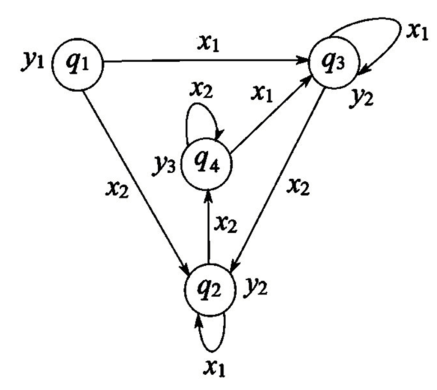 x₁
x₁
y₁ q₁ q₃
y₂
x₂ x₁
y₃ q₄
x₂ x₂
x₂
q₂ y₂
x₁